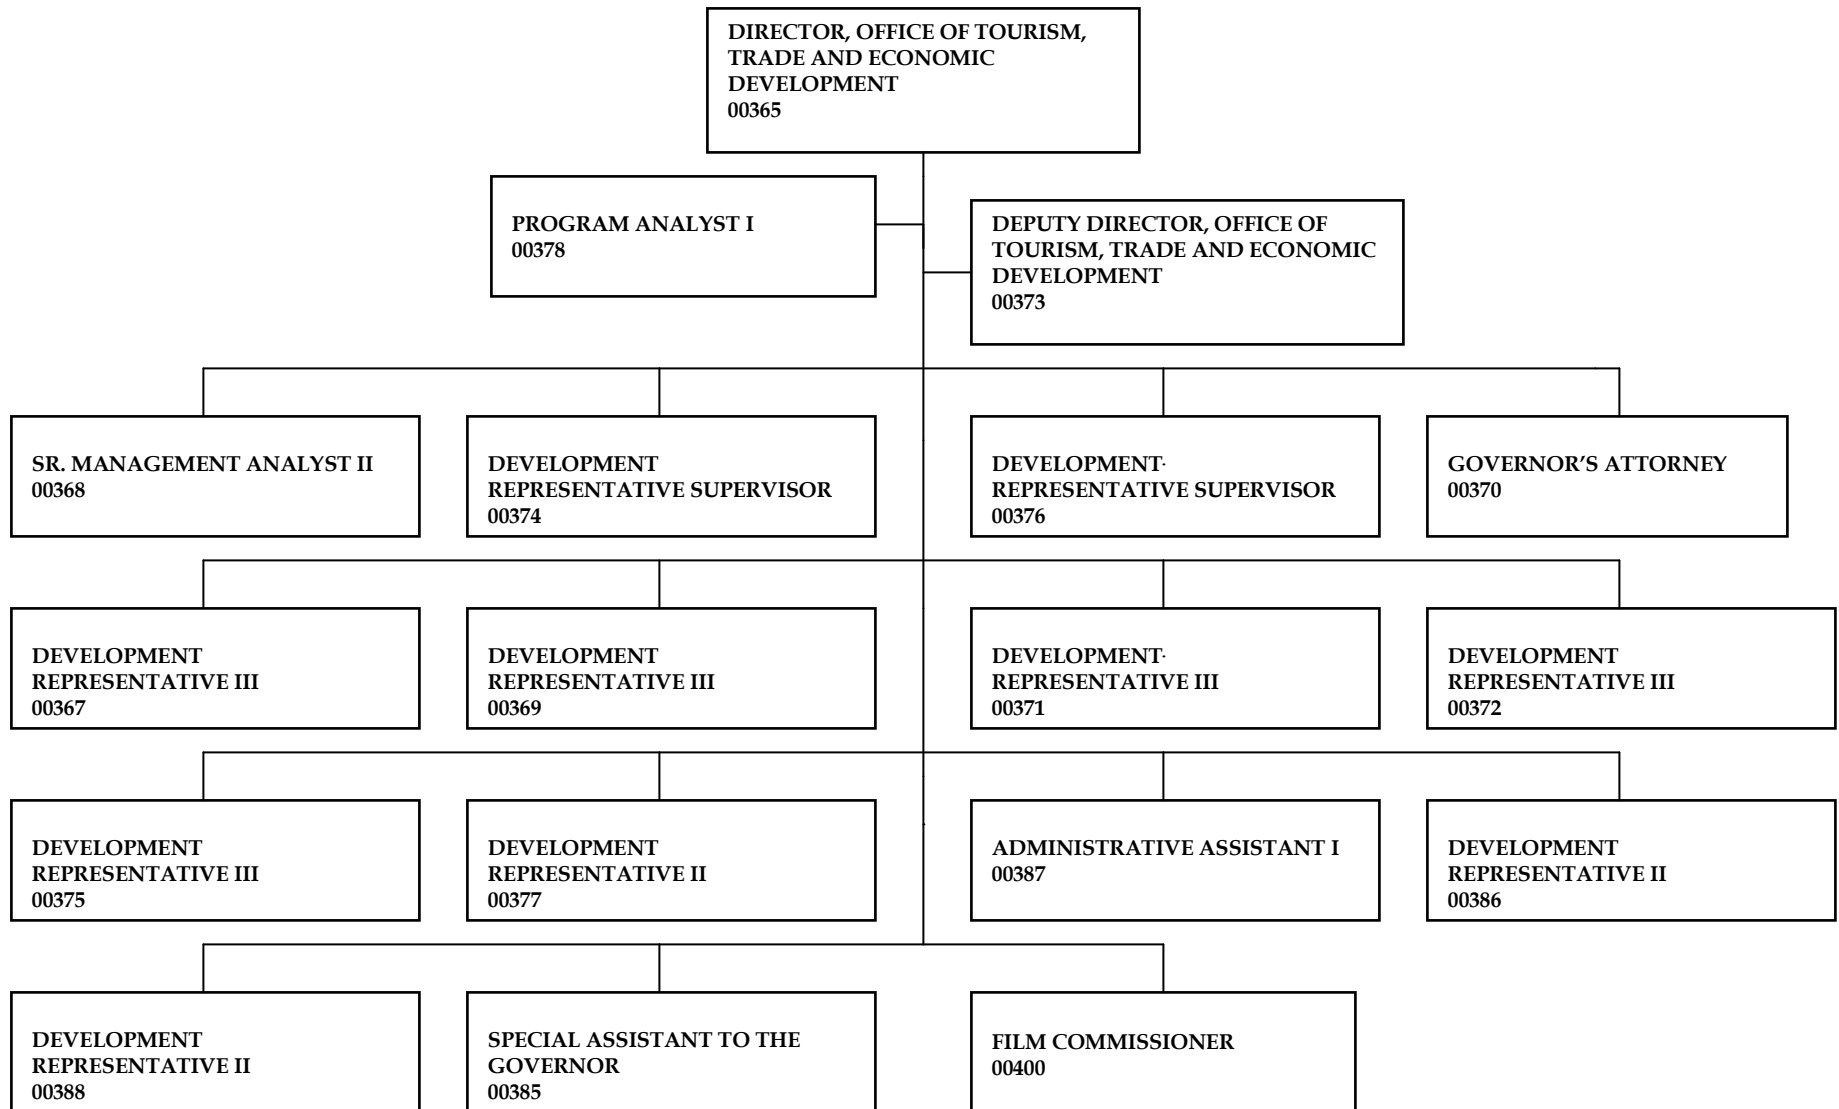 DIRECTOR, OFFICE OF TOURISM,
TRADE AND ECONOMIC
DEVELOPMENT
00365
PROGRAM ANALYST I
00378
DEPUTY DIRECTOR, OFFICE OF
TOURISM, TRADE AND ECONOMIC
DEVELOPMENT
00373
SR. MANAGEMENT ANALYST II
00368
DEVELOPMENT
REPRESENTATIVE SUPERVISOR
00374
DEVELOPMENT
REPRESENTATIVE SUPERVISOR
00376
GOVERNOR’S ATTORNEY
00370
DEVELOPMENT
REPRESENTATIVE III
00367
DEVELOPMENT
REPRESENTATIVE III
00369
DEVELOPMENT
REPRESENTATIVE III
00371
DEVELOPMENT
REPRESENTATIVE III
00372
DEVELOPMENT
REPRESENTATIVE III
00375
DEVELOPMENT
REPRESENTATIVE II
00377
ADMINISTRATIVE ASSISTANT I
00387
DEVELOPMENT
REPRESENTATIVE II
00386
DEVELOPMENT
REPRESENTATIVE II
00388
SPECIAL ASSISTANT TO THE
GOVERNOR
00385
FILM COMMISSIONER
00400